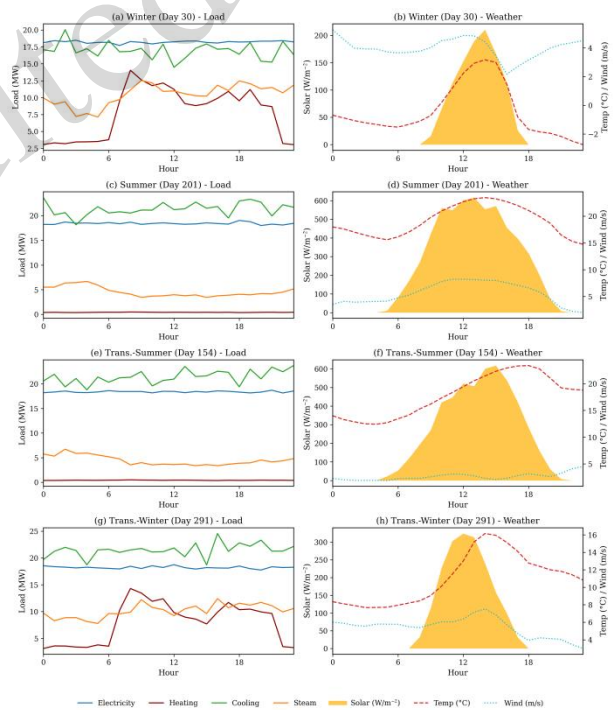 (a) Winter (Day 30) - Load
(b) Winter (Day 30) - Weather
Load (MW)
20.0
17.5
15.0
12.5
10.0
7.5
5.0
2.5
0 6 12 18
Hour
Solar (W/m⁻²)
200
150
100
50
0
0 6 12 18
Hour
4
2
0
−2
Temp (°C) / Wind (m/s)
(c) Summer (Day 201) - Load
(d) Summer (Day 201) - Weather
Load (MW)
20
15
10
5
0
0 6 12 18
Hour
Solar (W/m⁻²)
600
500
400
300
200
100
0
0 6 12 18
Hour
20
15
10
5
Temp (°C) / Wind (m/s)
(e) Trans.-Summer (Day 154) - Load
(f) Trans.-Summer (Day 154) - Weather
Load (MW)
20
15
10
5
0
0 6 12 18
Hour
Solar (W/m⁻²)
600
500
400
300
200
100
0
0 6 12 18
Hour
20
15
10
5
Temp (°C) / Wind (m/s)
(g) Trans.-Winter (Day 291) - Load
(h) Trans.-Winter (Day 291) - Weather
Load (MW)
25
20
15
10
5
0 6 12 18
Hour
Solar (W/m⁻²)
300
250
200
150
100
50
0
0 6 12 18
Hour
16
14
12
10
8
6
4
Temp (°C) / Wind (m/s)
Electricity Heating Cooling Steam Solar (W/m⁻²) Temp (°C) Wind (m/s)